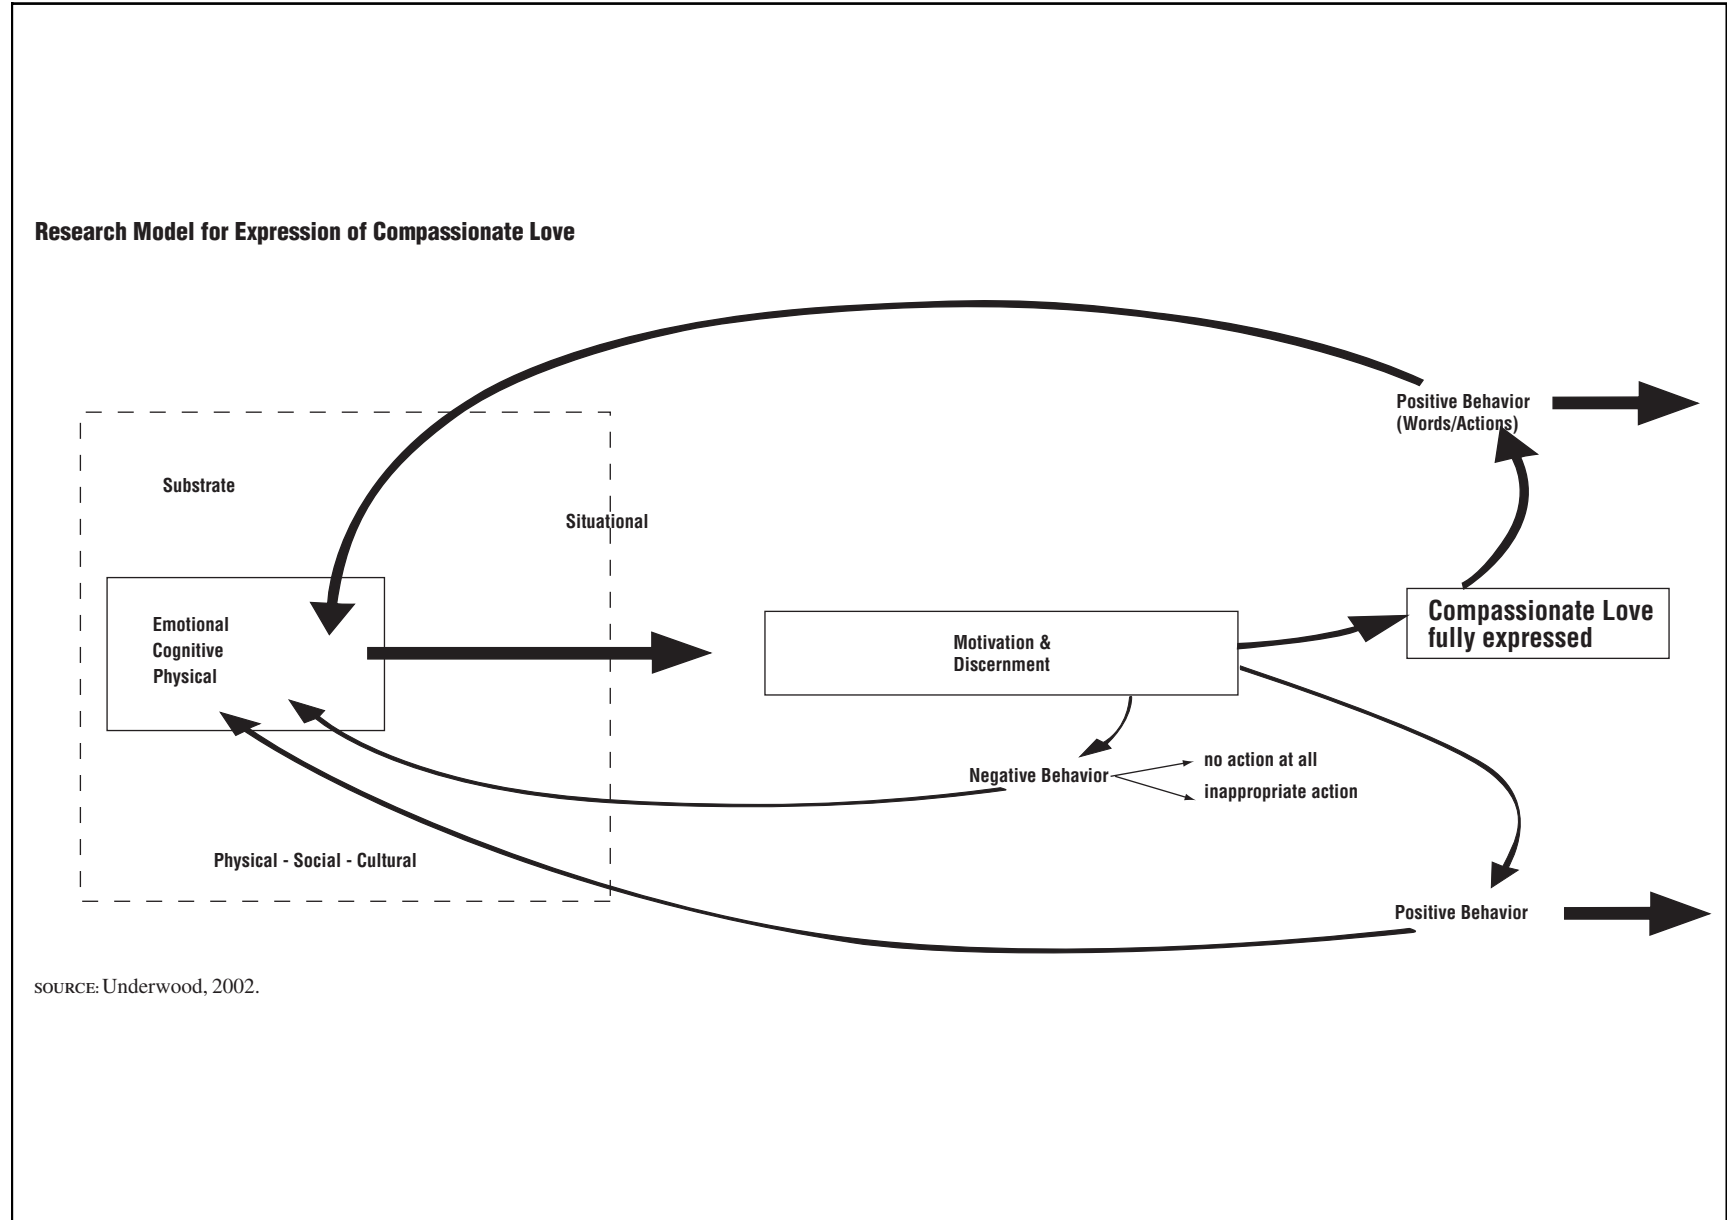 Research Model for Expression of Compassionate Love
Positive Behavior
(Words/Actions)
Substrate
Situational
Emotional
Cognitive
Physical
Motivation &
Discernment
Compassionate Love
fully expressed
Negative Behavior
no action at all
inappropriate action
Physical - Social - Cultural
Positive Behavior
SOURCE: Underwood, 2002.